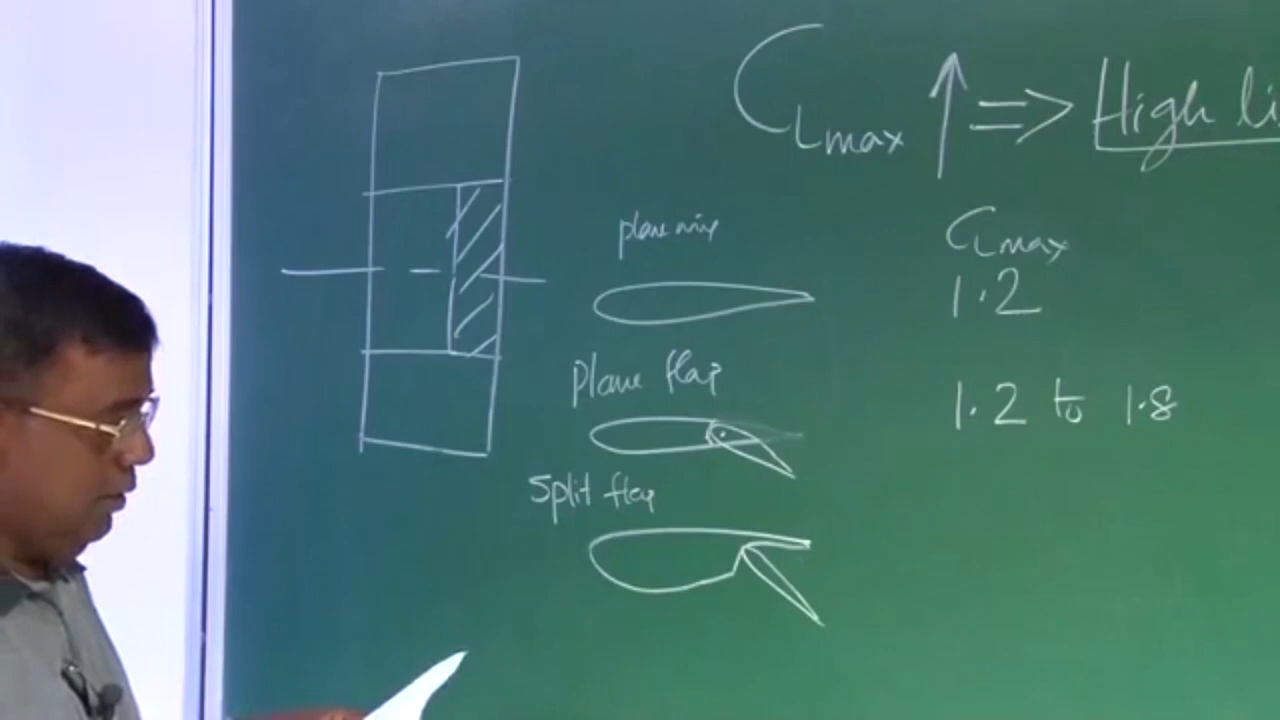 CLmax ↑ => High li
plane wing
CLmax
1.2
Plane flap
1.2 to 1.8
Split flap